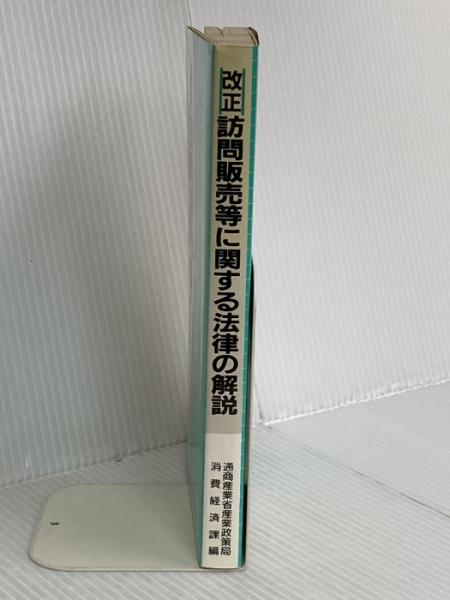 改正
訪問販売等に関する法律の解説
通商産業省産業政策局
消費経済課編